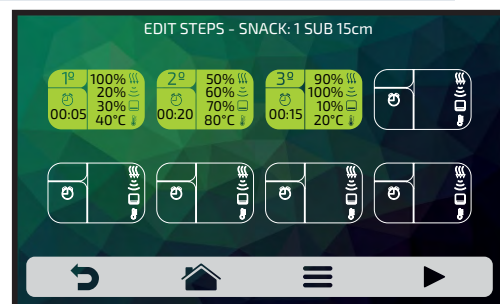 EDIT STEPS - SNACK: 1 SUB 15cm
1º 100%
20%
00:05 30%
40°C
2º 50%
60%
00:20 70%
80°C
3º 90%
100%
00:15 10%
20°C